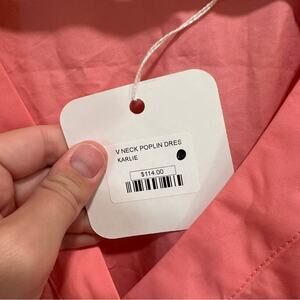 V NECK POPLIN DRES
KARLIE
$114.00